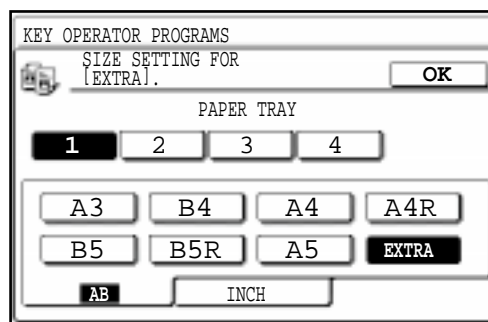 KEY OPERATOR PROGRAMS
SIZE SETTING FOR
[EXTRA].
OK
PAPER TRAY
1 2 3 4
A3 B4 A4 A4R
B5 B5R A5 EXTRA
AB INCH